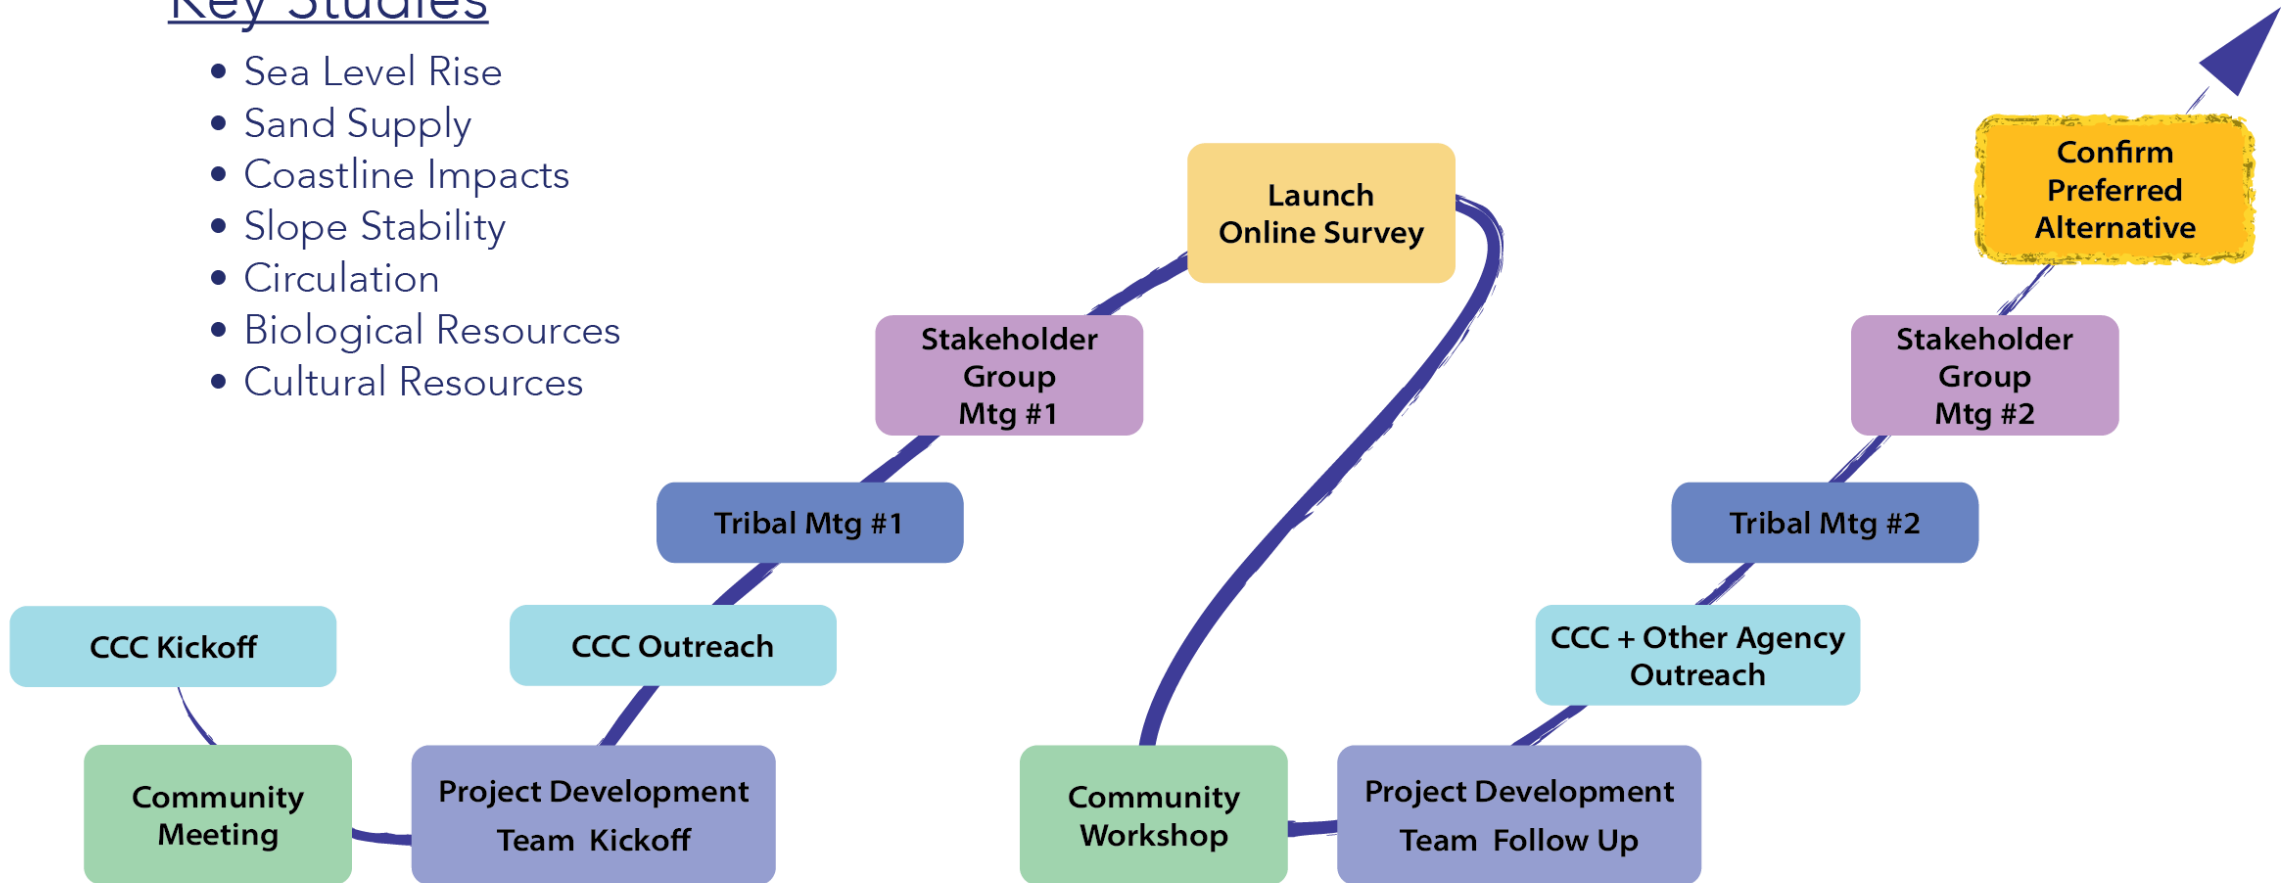 Key Studies
• Sea Level Rise
• Sand Supply
• Coastline Impacts
• Slope Stability
• Circulation
• Biological Resources
• Cultural Resources
CCC Kickoff
Community
Meeting
Project Development
Team Kickoff
CCC Outreach
Tribal Mtg #1
Stakeholder
Group
Mtg #1
Launch
Online Survey
Community
Workshop
Project Development
Team Follow Up
CCC + Other Agency
Outreach
Tribal Mtg #2
Stakeholder
Group
Mtg #2
Confirm
Preferred
Alternative